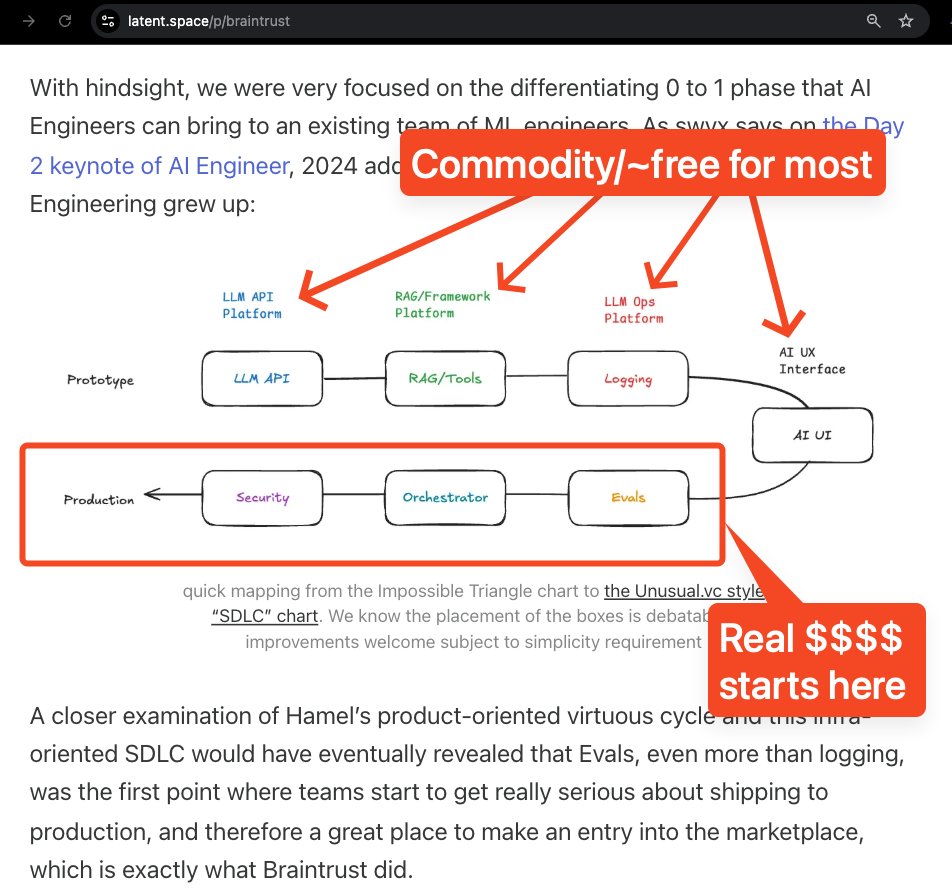 latent.space/p/braintrust
With hindsight, we were very focused on the differentiating 0 to 1 phase that AI
Engineers can bring to an existing team of ML engineers. As swyx says on the Day
2 keynote of AI Engineer, 2024 add
Commodity/~free for most
Engineering grew up:
LLM API
Platform
RAG/Framework
Platform
LLM Ops
Platform
AI UX
Interface
Prototype
LLM API
RAG/Tools
Logging
AI UI
Production
Security
Orchestrator
Evals
quick mapping from the Impossible Triangle chart to the Unusual.vc style
“SDLC” chart. We know the placement of the boxes is debatab
improvements welcome subject to simplicity requirement
Real $$$$
starts here
A closer examination of Hamel’s product-oriented virtuous cycle and this infra-
oriented SDLC would have eventually revealed that Evals, even more than logging,
was the first point where teams start to get really serious about shipping to
production, and therefore a great place to make an entry into the marketplace,
which is exactly what Braintrust did.